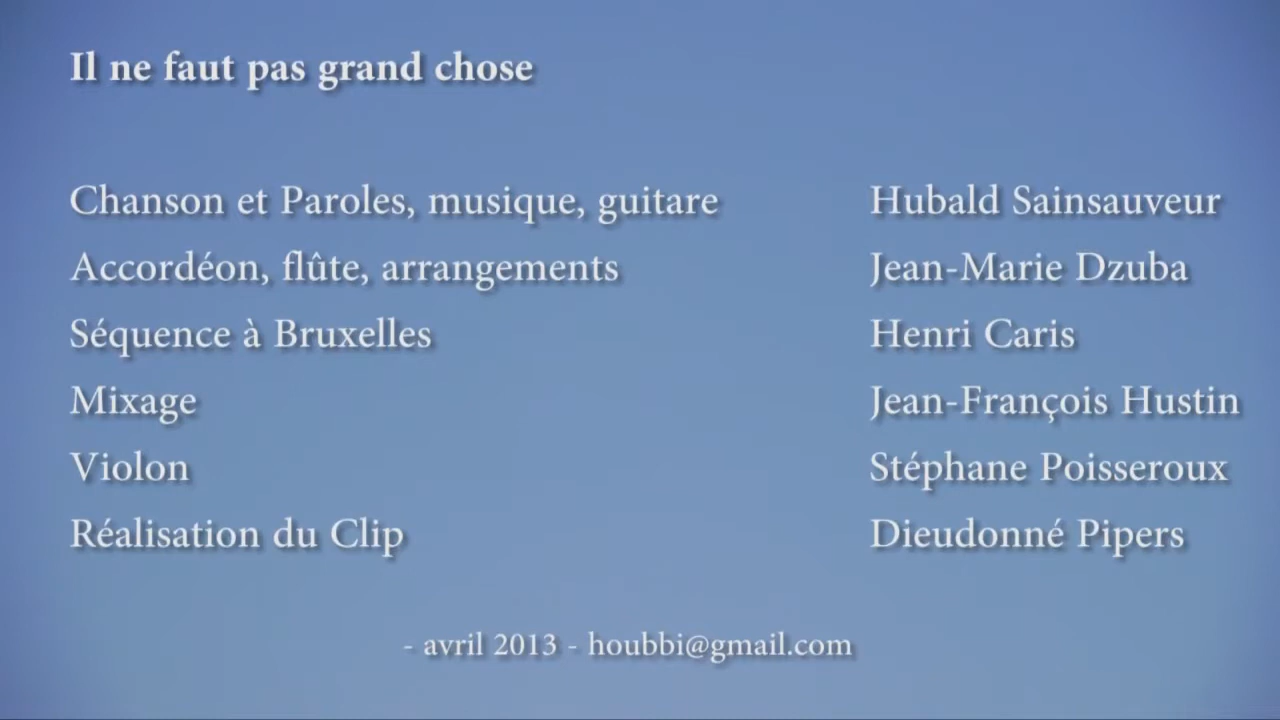 Il ne faut pas grand chose
Chanson et Paroles, musique, guitare Hubald Sainsauveur
Accordéon, flûte, arrangements Jean-Marie Dzuba
Séquence à Bruxelles Henri Caris
Mixage Jean-François Hustin
Violon Stéphane Poisseroux
Réalisation du Clip Dieudonné Pipers
- avril 2013 - houbbi@gmail.com